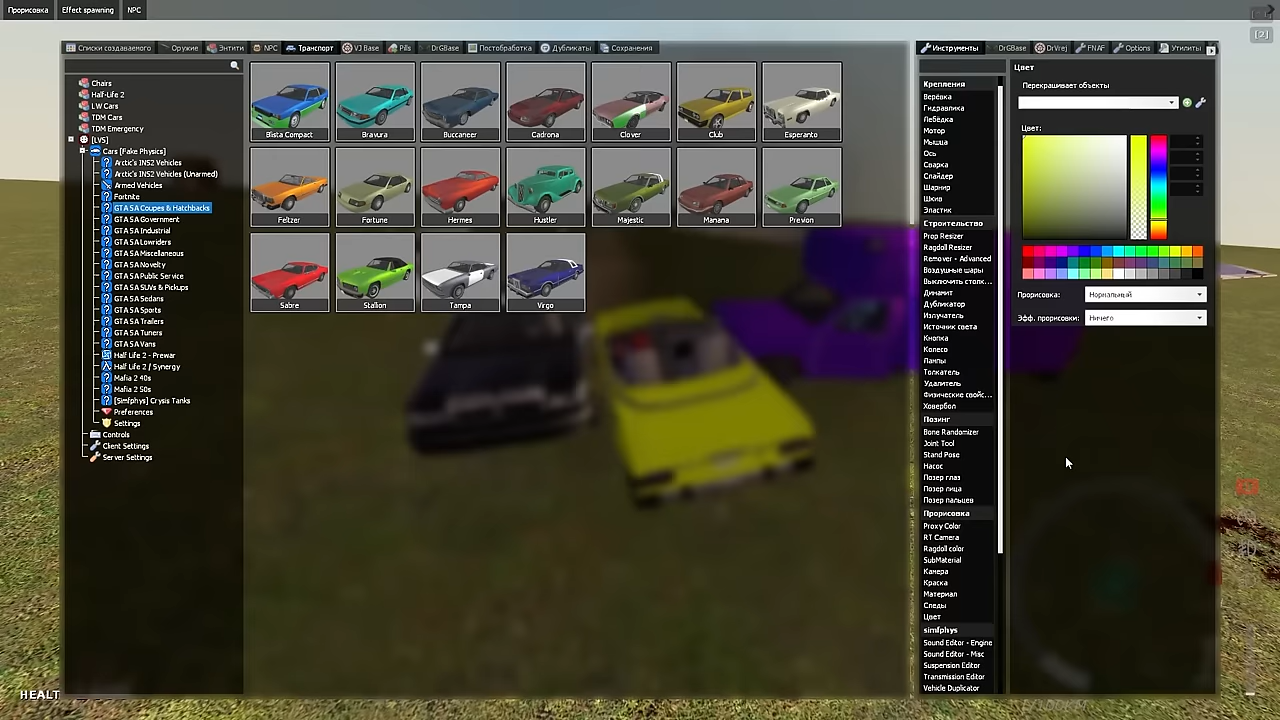 Прорисовка Effect spawning NPC
[2]
Списки создаваемого Оружие Энтити NPC Транспорт VJ Base Pills DrGBase Постобработка Дубликаты Сохранения
Chairs
Half-Life 2
LW Cars
TDM Cars
TDM Emergency
[LVS]
Cars [Fake Physics]
Arctic's INS2 Vehicles
Arctic's INS2 Vehicles (Unarmed)
Armed Vehicles
Fortnite
GTA SA Coupes & Hatchbacks
GTA SA Government
GTA SA Industrial
GTA SA Lowriders
GTA SA Miscellaneous
GTA SA Novelty
GTA SA Public Service
GTA SA SUVs & Pickups
GTA SA Sedans
GTA SA Sports
GTA SA Trailers
GTA SA Tuners
GTA SA Vans
Half Life 2 - Prewar
Half Life 2 / Synergy
Mafia 2 40s
Mafia 2 50s
[Simfphys] Crysis Tanks
Preferences
Settings
Controls
Client Settings
Server Settings
Blista Compact Bravura Buccaneer Cadrona Clover Club Esperanto
Feltzer Fortune Hermes Hustler Majestic Manana Previon
Sabre Stallion Tampa Virgo
Инструменты DrGBase DrVrej FNAF Options Утилиты
Крепления
Верёвка
Гидравлика
Лебёдка
Мотор
Мышца
Ось
Сварка
Слайдер
Шарнир
Шкив
Эластик
Строительство
Prop Resizer
Ragdoll Resizer
Remover - Advanced
Воздушные шары
Выключить столк...
Динамит
Дубликатор
Излучатель
Источник света
Кнопка
Колесо
Лампы
Толкатель
Удалитель
Физические свойс...
Ховербол
Позинг
Bone Randomizer
Joint Tool
Stand Pose
Насос
Позер глаз
Позер лица
Позер пальцев
Прорисовка
Proxy Color
RT Camera
Ragdoll color
SubMaterial
Камера
Краска
Материал
Следы
Цвет
simfphys
Sound Editor - Engine
Sound Editor - Misc
Suspension Editor
Transmission Editor
Vehicle Duplicator
Цвет
Перекрашивает объекты
Цвет:
Прорисовка: Нормальный
Эфф. прорисовки: Ничего
HEALT